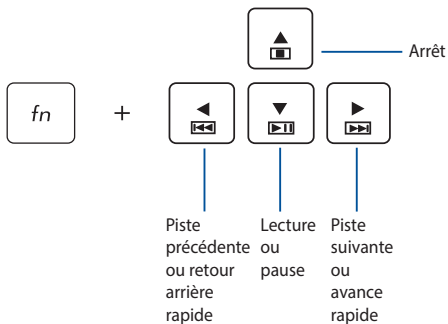 Arrêt
fn
+
Piste
précédente
ou retour
arrière
rapide
Lecture
ou
pause
Piste
suivante
ou
avance
rapide